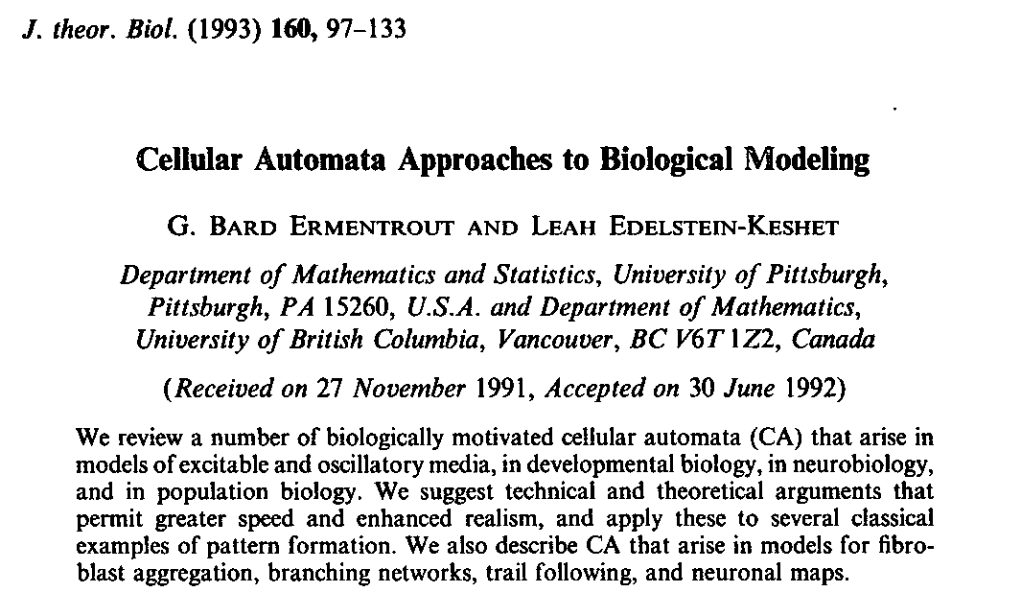 J. theor. Biol. (1993) 160, 97–133
Cellular Automata Approaches to Biological Modeling
G. Bard Ermentrout and Leah Edelstein-Keshet
Department of Mathematics and Statistics, University of Pittsburgh,
Pittsburgh, PA 15260, U.S.A. and Department of Mathematics,
University of British Columbia, Vancouver, BC V6T 1Z2, Canada
(Received on 27 November 1991, Accepted on 30 June 1992)
We review a number of biologically motivated cellular automata (CA) that arise in
models of excitable and oscillatory media, in developmental biology, in neurobiology,
and in population biology. We suggest technical and theoretical arguments that
permit greater speed and enhanced realism, and apply these to several classical
examples of pattern formation. We also describe CA that arise in models for fibro-
blast aggregation, branching networks, trail following, and neuronal maps.